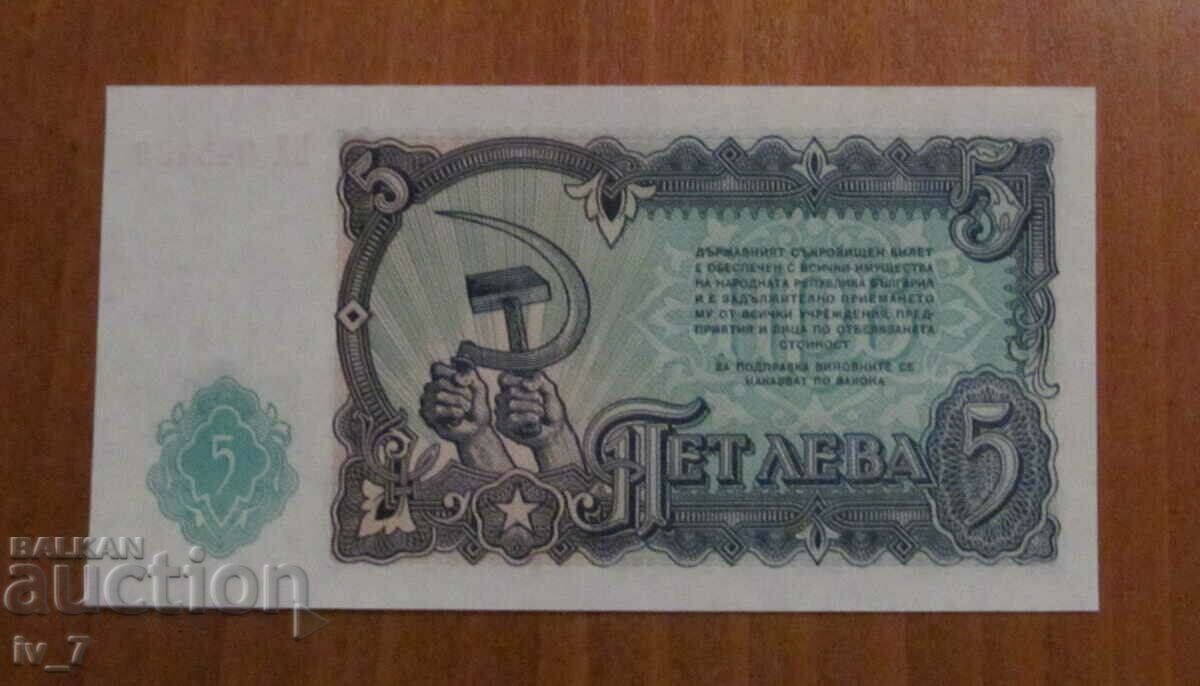 5
5
ДЪРЖАВНИЯТ СЪКРОВИЩЕН БИЛЕТ
Е ОБЕСПЕЧЕН С ВСИЧКИ ИМУЩЕСТВА
НА НАРОДНАТА РЕПУБЛИКА БЪЛГАРИЯ
И Е ЗАДЪЛЖИТЕЛНО ПРИЕМАНЕТО
МУ ОТ ВСИЧКИ УЧРЕЖДЕНИЯ, ПРЕД-
ПРИЯТИЯ И ЛИЦА ПО ОТБЕЛЯЗАНАТА
СТОЙНОСТ
ЗА ПОДПРАВКА ВИНОВНИТЕ СЕ
НАКАЗВАТ ПО ЗАКОНА
5
ПЕТ ЛЕВА
5
BALKAN
auction
iv_7